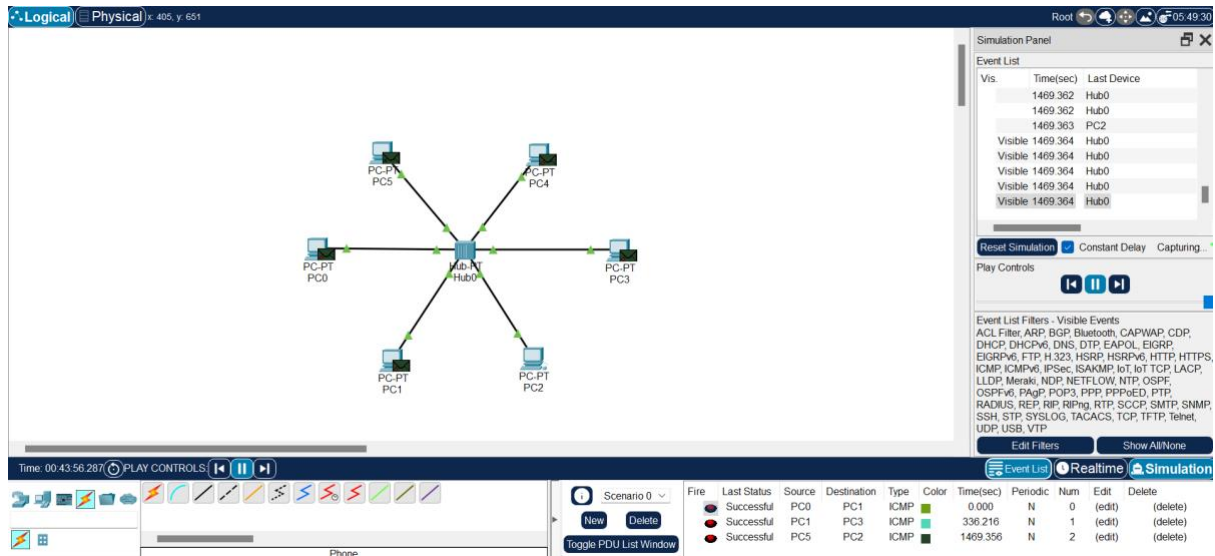 Logical Physical x: 405, y: 651 Root 05:49:30
Simulation Panel
Event List
Vis. Time(sec) Last Device
1469.362 Hub0
1469.362 Hub0
1469.363 PC2
Visible 1469.364 Hub0
Visible 1469.364 Hub0
Visible 1469.364 Hub0
Visible 1469.364 Hub0
Visible 1469.364 Hub0
Reset Simulation Constant Delay Capturing...
Play Controls
Event List Filters - Visible Events
ACL Filter, ARP, BGP, Bluetooth, CAPWAP, CDP,
DHCP, DHCPv6, DNS, DTP, EAPOL, EIGRP,
EIGRPv6, FTP, H.323, HSRP, HSRPv6, HTTP, HTTPS,
ICMP, ICMPv6, IPSec, ISAKMP, IoT, IoT TCP, LACP,
LLDP, Meraki, NDP, NETFLOW, NTP, OSPF,
OSPFv6, PAgP, POP3, PPP, PPPoED, PTP,
RADIUS, REP, RIP, RIPng, RTP, SCCP, SMTP, SNMP,
SSH, STP, SYSLOG, TACACS, TCP, TFTP, Telnet,
UDP, USB, VTP
Edit Filters Show All/None
PC-PT
PC5
PC-PT
PC4
PC-PT
PC0
Hub-PT
Hub0
PC-PT
PC3
PC-PT
PC1
PC-PT
PC2
Time: 00:43:56.287 PLAY CONTROLS: Event List Realtime Simulation
Scenario 0
New Delete
Toggle PDU List Window
Fire Last Status Source Destination Type Color Time(sec) Periodic Num Edit Delete
Successful PC0 PC1 ICMP 0.000 N 0 (edit) (delete)
Successful PC1 PC3 ICMP 336.216 N 1 (edit) (delete)
Successful PC5 PC2 ICMP 1469.356 N 2 (edit) (delete)
Phone